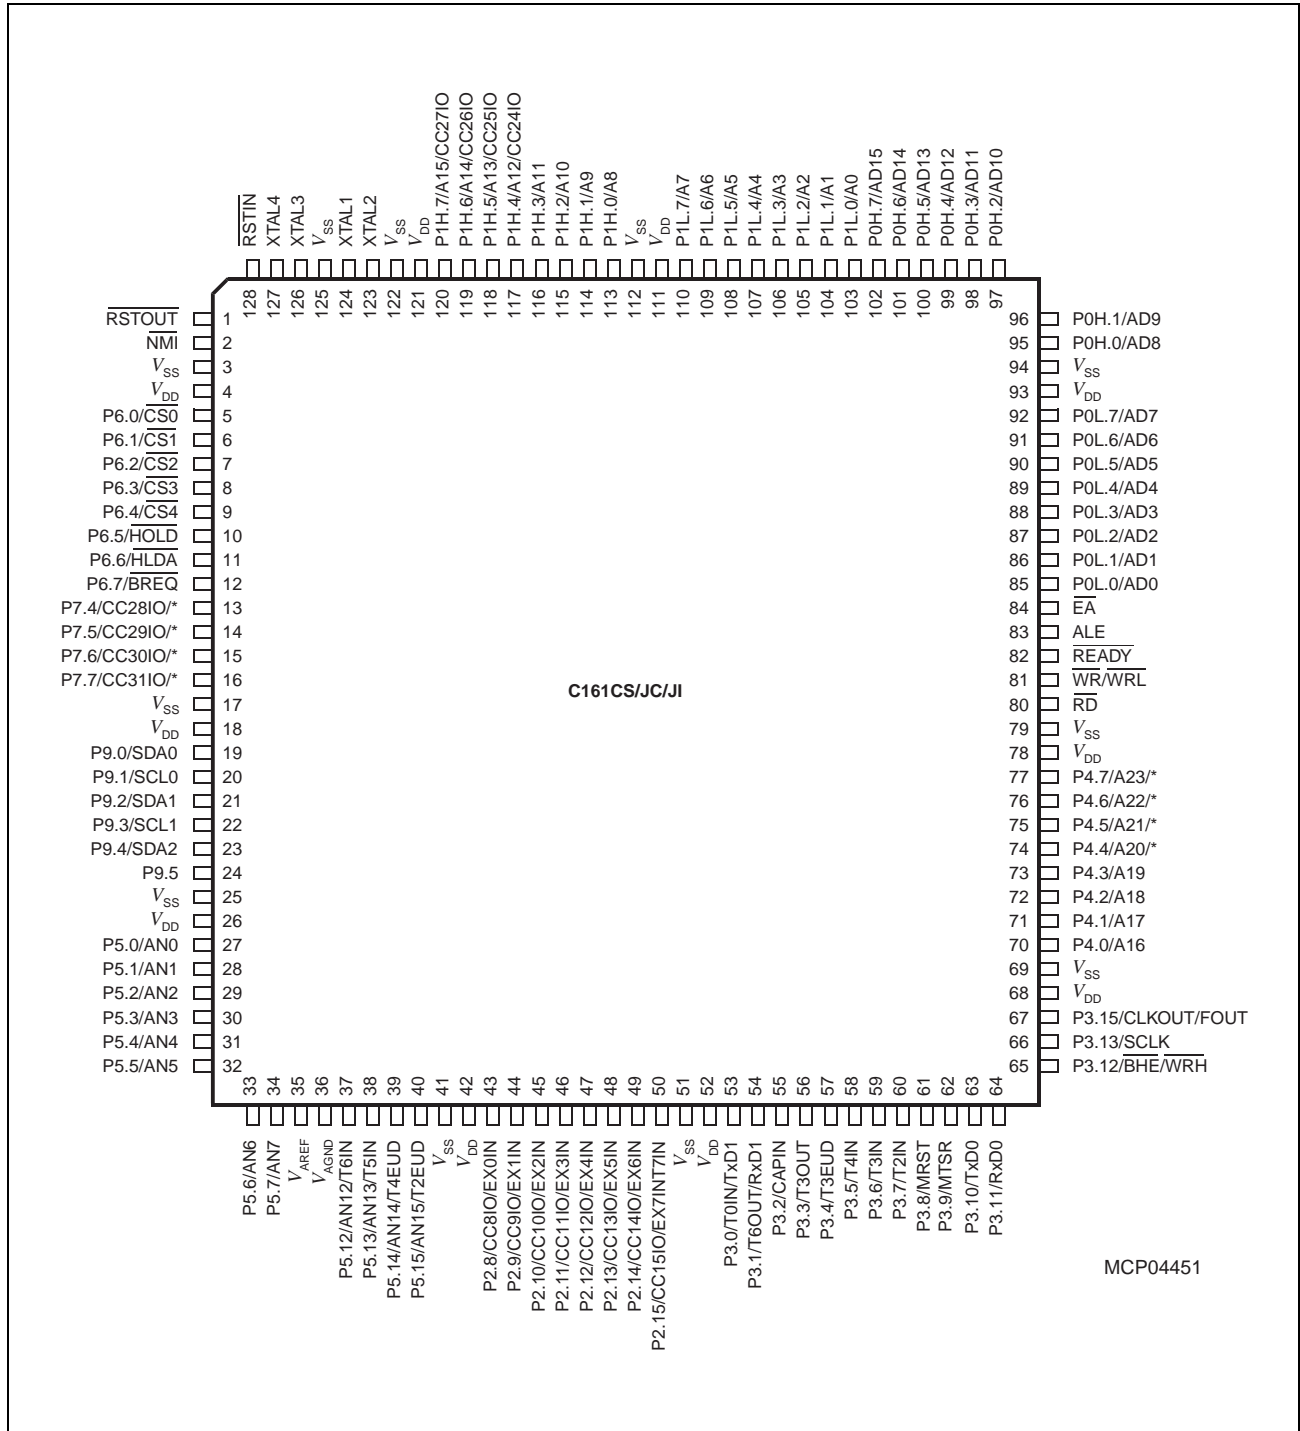 RSTIN
XTAL4
XTAL3
VSS
XTAL1
XTAL2
VSS
VDD
P1H.7/A15/CC27IO
P1H.6/A14/CC26IO
P1H.5/A13/CC25IO
P1H.4/A12/CC24IO
P1H.3/A11
P1H.2/A10
P1H.1/A9
P1H.0/A8
VSS
VDD
P1L.7/A7
P1L.6/A6
P1L.5/A5
P1L.4/A4
P1L.3/A3
P1L.2/A2
P1L.1/A1
P1L.0/A0
P0H.7/AD15
P0H.6/AD14
P0H.5/AD13
P0H.4/AD12
P0H.3/AD11
P0H.2/AD10
128 127 126 125 124 123 122 121 120 119 118 117 116 115 114 113 112 111 110 109 108 107 106 105 104 103 102 101 100 99 98 97
RSTOUT 1
NMI 2
VSS 3
VDD 4
P6.0/CS0 5
P6.1/CS1 6
P6.2/CS2 7
P6.3/CS3 8
P6.4/CS4 9
P6.5/HOLD 10
P6.6/HLDA 11
P6.7/BREQ 12
P7.4/CC28IO/* 13
P7.5/CC29IO/* 14
P7.6/CC30IO/* 15
P7.7/CC31IO/* 16
VSS 17
VDD 18
P9.0/SDA0 19
P9.1/SCL0 20
P9.2/SDA1 21
P9.3/SCL1 22
P9.4/SDA2 23
P9.5 24
VSS 25
VDD 26
P5.0/AN0 27
P5.1/AN1 28
P5.2/AN2 29
P5.3/AN3 30
P5.4/AN4 31
P5.5/AN5 32
C161CS/JC/JI
96 P0H.1/AD9
95 P0H.0/AD8
94 VSS
93 VDD
92 P0L.7/AD7
91 P0L.6/AD6
90 P0L.5/AD5
89 P0L.4/AD4
88 P0L.3/AD3
87 P0L.2/AD2
86 P0L.1/AD1
85 P0L.0/AD0
84 EA
83 ALE
82 READY
81 WR/WRL
80 RD
79 VSS
78 VDD
77 P4.7/A23/*
76 P4.6/A22/*
75 P4.5/A21/*
74 P4.4/A20/*
73 P4.3/A19
72 P4.2/A18
71 P4.1/A17
70 P4.0/A16
69 VSS
68 VDD
67 P3.15/CLKOUT/FOUT
66 P3.13/SCLK
65 P3.12/BHE/WRH
33 34 35 36 37 38 39 40 41 42 43 44 45 46 47 48 49 50 51 52 53 54 55 56 57 58 59 60 61 62 63 64
P5.6/AN6
P5.7/AN7
VAREF
VAGND
P5.12/AN12/T6IN
P5.13/AN13/T5IN
P5.14/AN14/T4EUD
P5.15/AN15/T2EUD
VSS
VDD
P2.8/CC8IO/EX0IN
P2.9/CC9IO/EX1IN
P2.10/CC10IO/EX2IN
P2.11/CC11IO/EX3IN
P2.12/CC12IO/EX4IN
P2.13/CC13IO/EX5IN
P2.14/CC14IO/EX6IN
P2.15/CC15IO/EX7INT7IN
VSS
VDD
P3.0/T0IN/TxD1
P3.1/T6OUT/RxD1
P3.2/CAPIN
P3.3/T3OUT
P3.4/T3EUD
P3.5/T4IN
P3.6/T3IN
P3.7/T2IN
P3.8/MRST
P3.9/MTSR
P3.10/TxD0
P3.11/RxD0
MCP04451